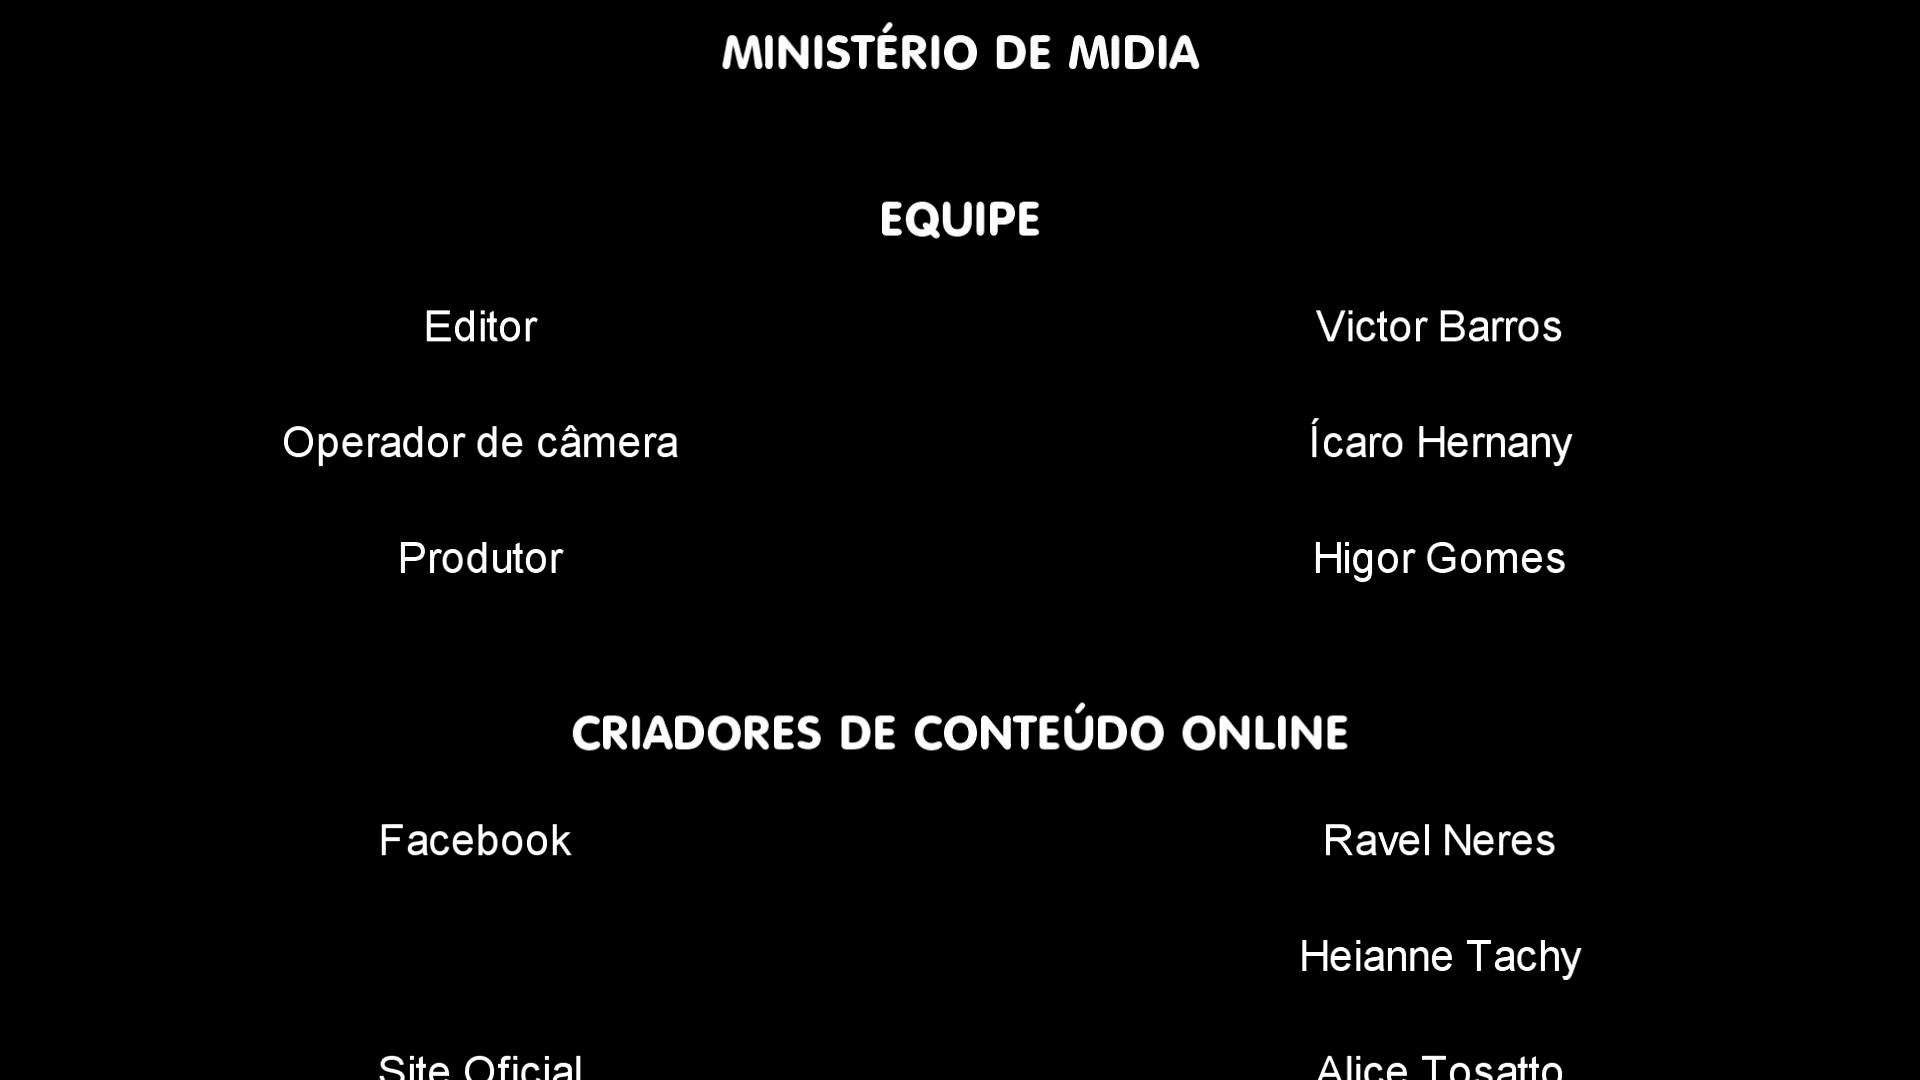 MINISTÉRIO DE MIDIA
EQUIPE
Editor Victor Barros
Operador de câmera Ícaro Hernany
Produtor Higor Gomes
CRIADORES DE CONTEÚDO ONLINE
Facebook Ravel Neres
Heianne Tachy
Site Oficial Alice Tosatto